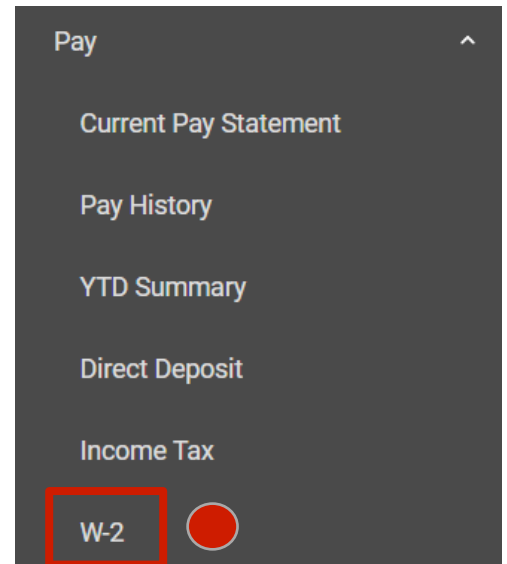 Pay
Current Pay Statement
Pay History
YTD Summary
Direct Deposit
Income Tax
W-2